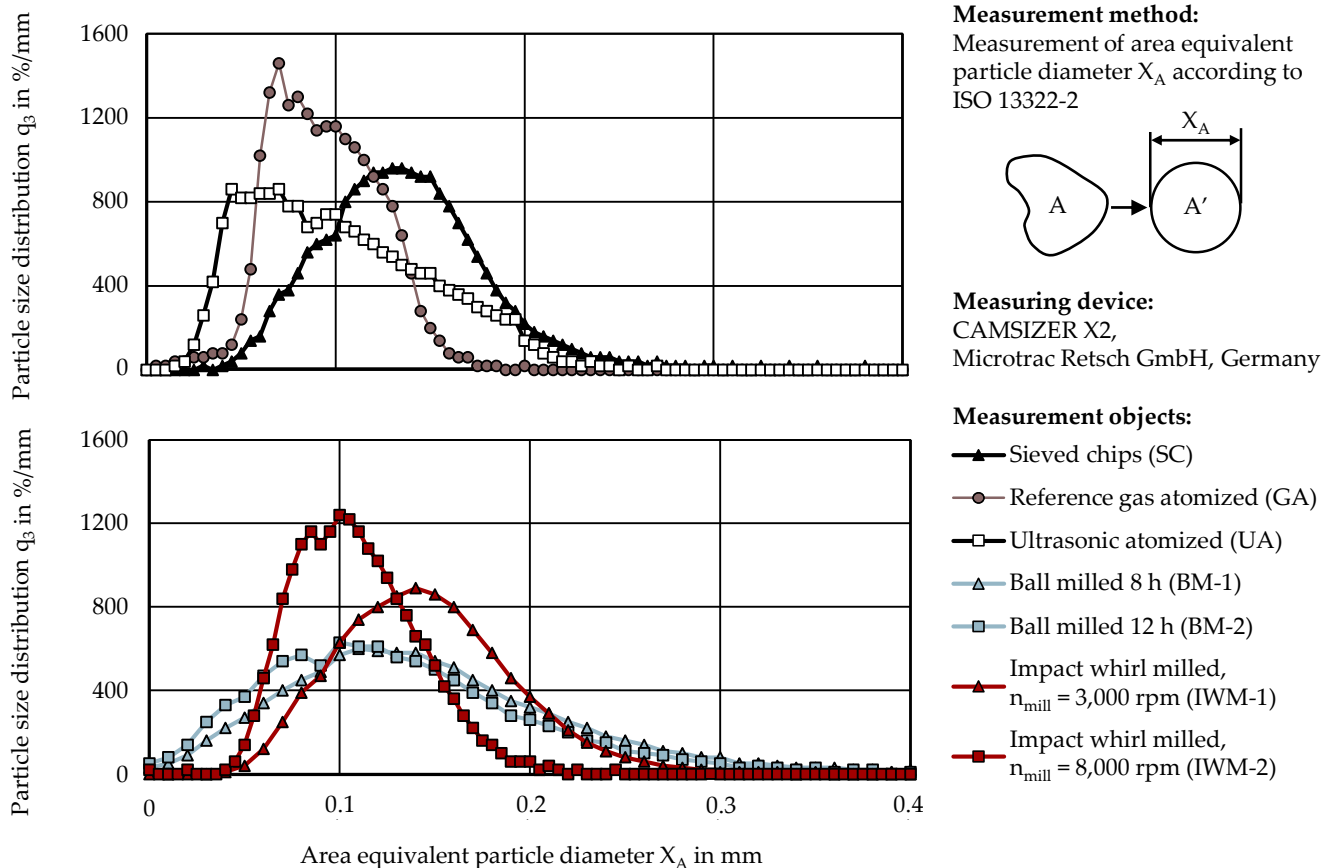 Particle size distribution q3 in %/mm
1600
1200
800
400
0
Particle size distribution q3 in %/mm
1600
1200
800
400
0
0
0.1
0.2
0.3
0.4
Area equivalent particle diameter XA in mm
Measurement method:
Measurement of area equivalent
particle diameter XA according to
ISO 13322-2
XA
A
A'
Measuring device:
CAMSIZER X2,
Microtrac Retsch GmbH, Germany
Measurement objects:
Sieved chips (SC)
Reference gas atomized (GA)
Ultrasonic atomized (UA)
Ball milled 8 h (BM-1)
Ball milled 12 h (BM-2)
Impact whirl milled,
nmill = 3,000 rpm (IWM-1)
Impact whirl milled,
nmill = 8,000 rpm (IWM-2)